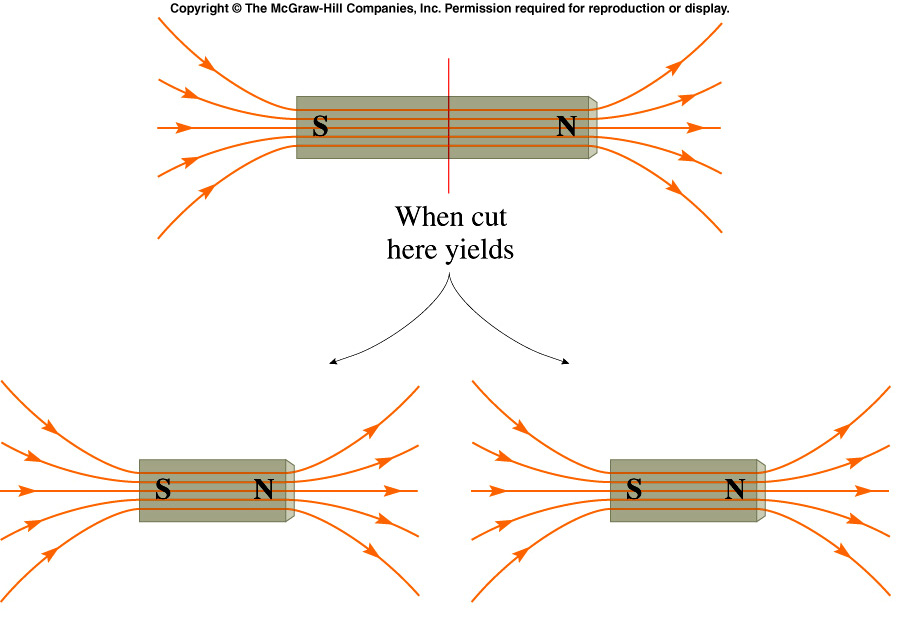 Copyright © The McGraw-Hill Companies, Inc. Permission required for reproduction or display.
S N
When cut
here yields
S N S N